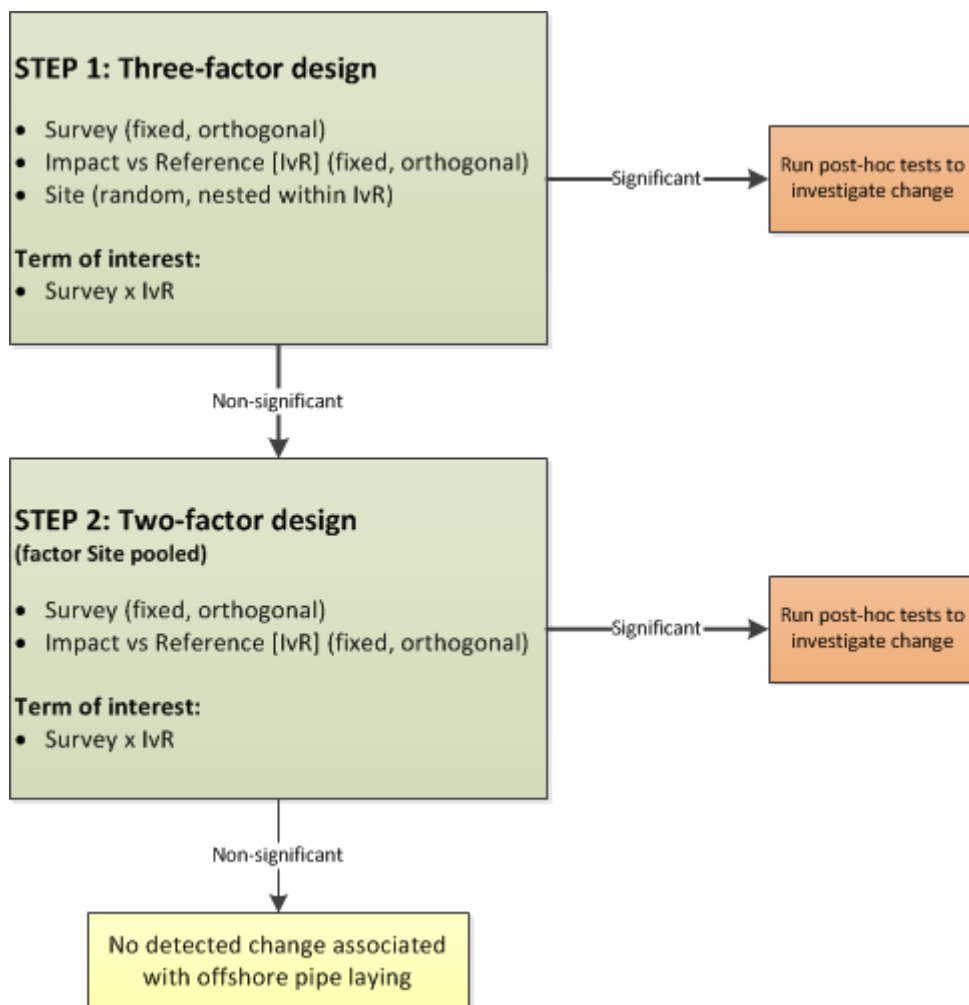 STEP 1: Three-factor design
• Survey (fixed, orthogonal)
• Impact vs Reference [IvR] (fixed, orthogonal)
• Site (random, nested within IvR)
Term of interest:
• Survey x IvR
Significant
Run post-hoc tests to
investigate change
Non-significant
STEP 2: Two-factor design
(factor Site pooled)
• Survey (fixed, orthogonal)
• Impact vs Reference [IvR] (fixed, orthogonal)
Term of interest:
• Survey x IvR
Significant
Run post-hoc tests to
investigate change
Non-significant
No detected change associated
with offshore pipe laying